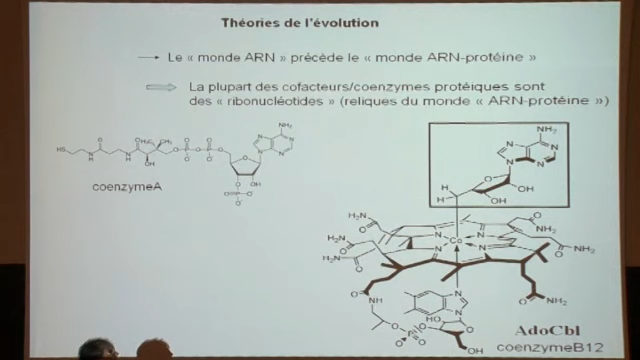 Théories de l'évolution
Le « monde ARN » précède le « monde ARN-protéine »
La plupart des cofacteurs/coenzymes protéiques sont
des « ribonucléotides » (reliques du monde « ARN-protéine »)
coenzymeA
AdoCbl
coenzymeB12